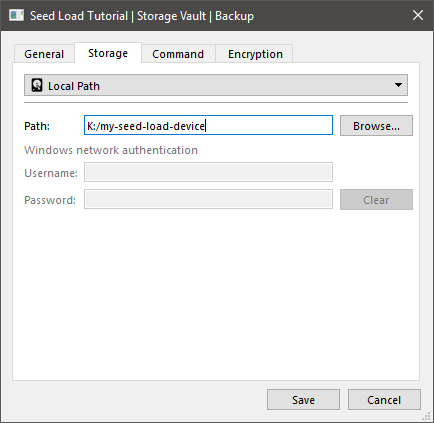 Seed Load Tutorial | Storage Vault | Backup
General Storage Command Encryption
Local Path
Path: K:/my-seed-load-device Browse...
Windows network authentication
Username:
Password: Clear
Save Cancel